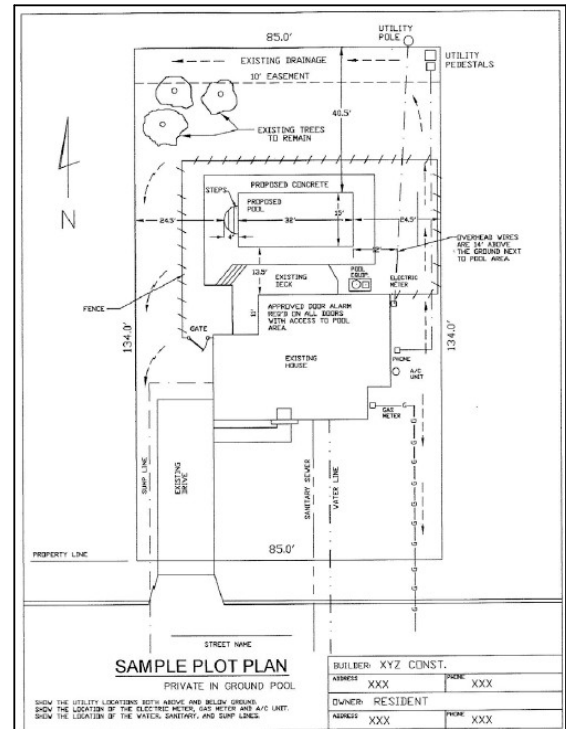 85.0'
UTILITY
POLE
EXISTING DRAINAGE
UTILITY
PEDESTALS
10' EASEMENT
40.5'
EXISTING TREES
TO REMAIN
N
PROPOSED CONCRETE
STEPS
PROPOSED
POOL
24.5'
32'
15'
24.5'
OVERHEAD WIRES
ARE 14' ABOVE
THE GROUND NEXT
TO POOL AREA
13.5'
EXISTING
DECK
POOL
EQUIP.
ELECTRIC
METER
FENCE
APPROVED DOOR ALARM
REQ'D ON ALL DOORS
WITH ACCESS TO POOL
AREA
GATE
134.0'
134.0'
EXISTING
HOUSE
PHONE
A/C
UNIT
GAS
METER
SUMP LINE
EXISTING
DRIVE
SANITARY SEWER
WATER LINE
G
G
G
G
G
G
G
G
85.0'
PROPERTY LINE
STREET NAME
SAMPLE PLOT PLAN
PRIVATE IN GROUND POOL
SHOW THE UTILITY LOCATIONS BOTH ABOVE AND BELOW GROUND.
SHOW THE LOCATION OF THE ELECTRIC METER, GAS METER AND A/C UNIT.
SHOW THE LOCATION OF THE WATER, SANITARY, AND SUMP LINES.
BUILDER: XYZ CONST.
ADDRESS XXX PHONE XXX
OWNER: RESIDENT
ADDRESS XXX PHONE XXX